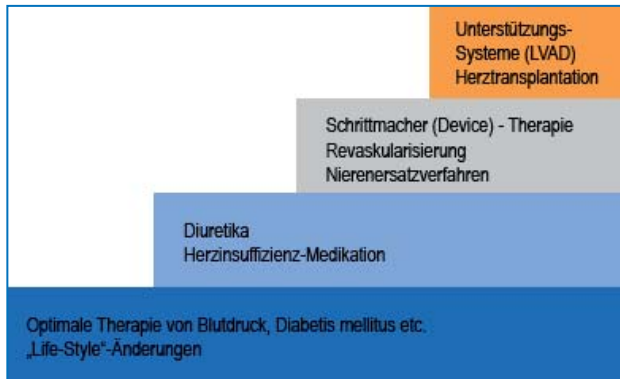 Unterstützungs-
Systeme (LVAD)
Herztransplantation
Schrittmacher (Device) - Therapie
Revaskularisierung
Nierenersatzverfahren
Diuretika
Herzinsuffizienz-Medikation
Optimale Therapie von Blutdruck, Diabetis mellitus etc.
„Life-Style“-Änderungen